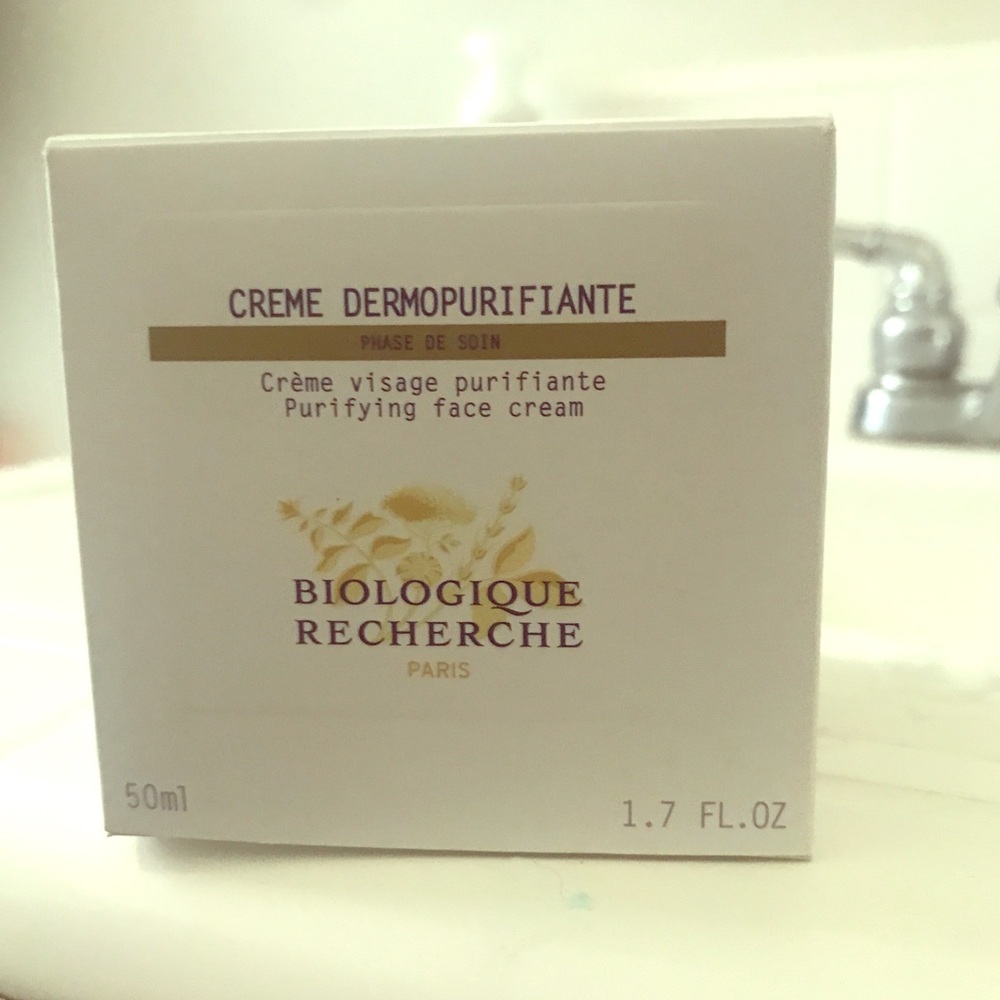 CREME DERMOPURIFIANTE
PHASE DE SOIN
Crème visage purifiante
Purifying face cream
BIOLOGIQUE
RECHERCHE
PARIS
50ml
1.7 FL.OZ